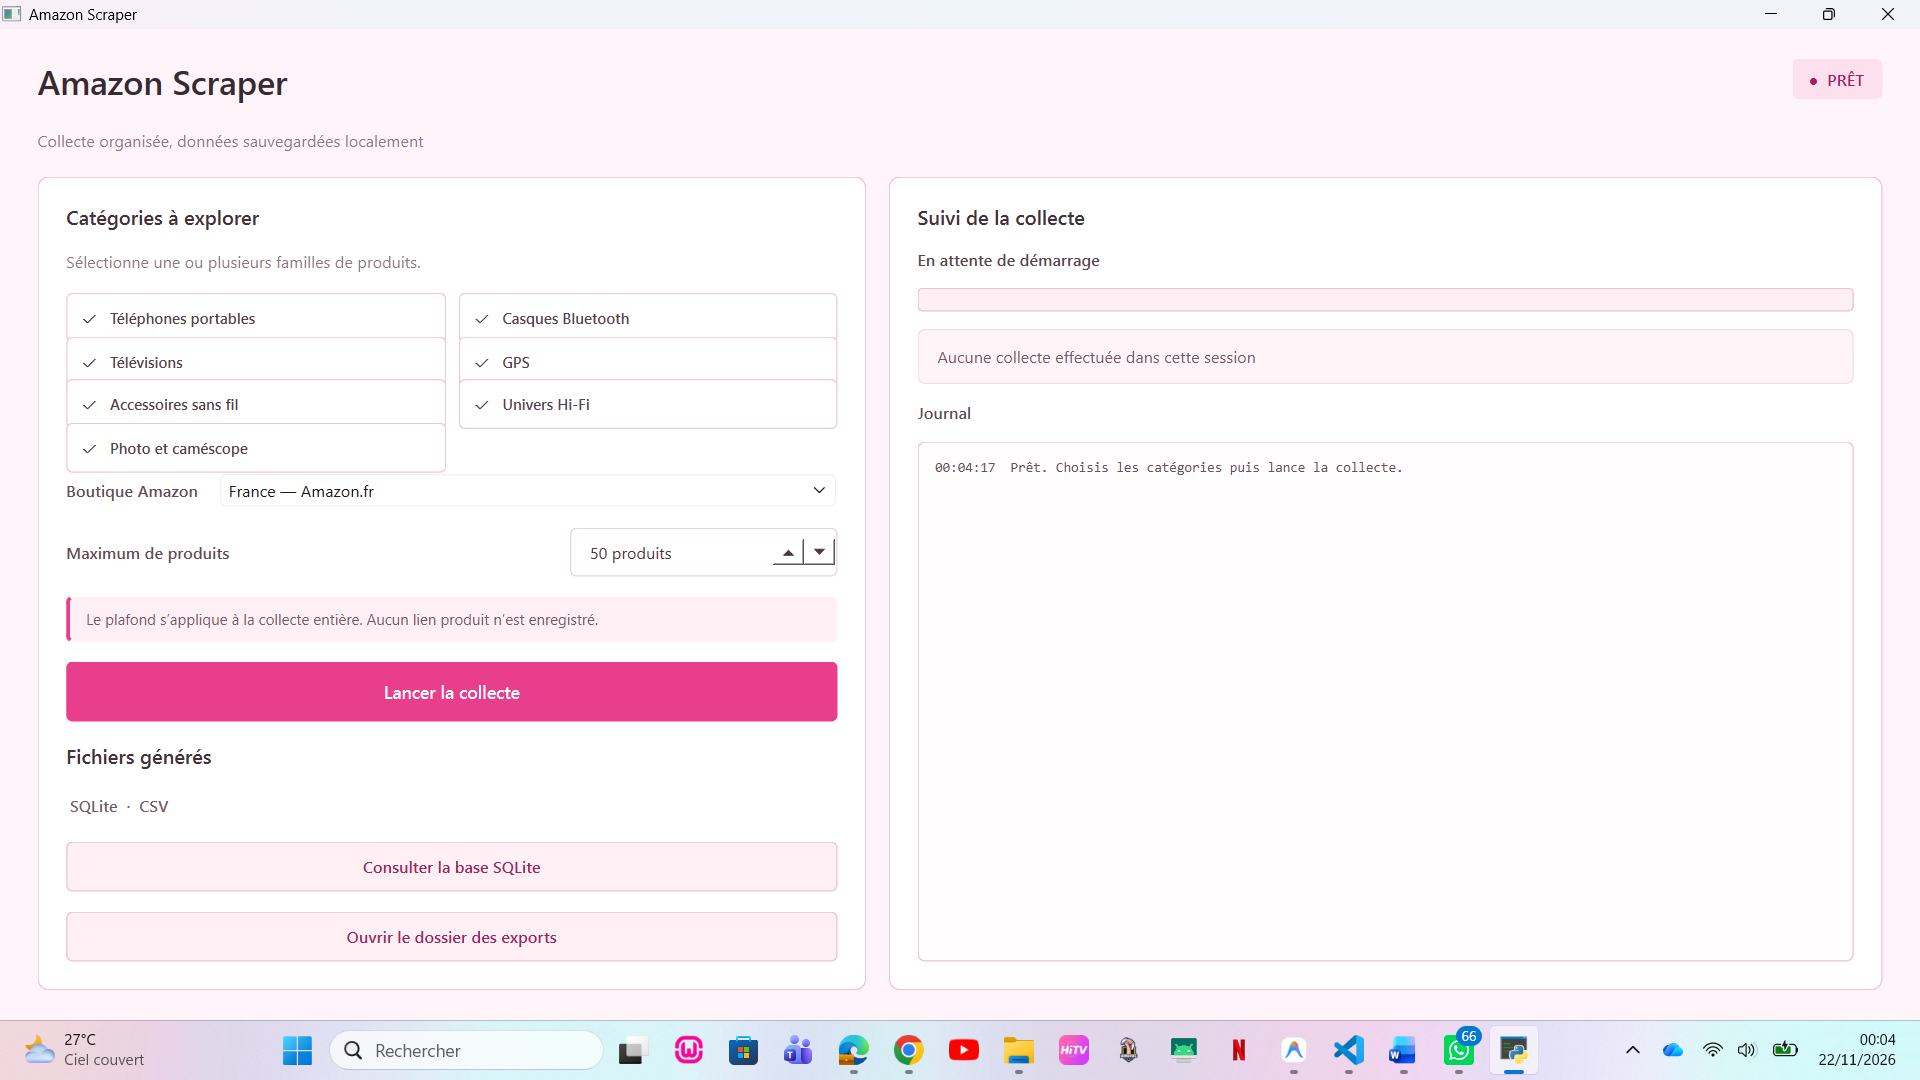 Amazon Scraper
Amazon Scraper
● PRÊT
Collecte organisée, données sauvegardées localement
Catégories à explorer
Sélectionne une ou plusieurs familles de produits.
Téléphones portables
Casques Bluetooth
Télévisions
GPS
Accessoires sans fil
Univers Hi-Fi
Photo et caméscope
Boutique Amazon
France — Amazon.fr
Maximum de produits
50 produits
Le plafond s’applique à la collecte entière. Aucun lien produit n’est enregistré.
Lancer la collecte
Fichiers générés
SQLite · CSV
Consulter la base SQLite
Ouvrir le dossier des exports
Suivi de la collecte
En attente de démarrage
Aucune collecte effectuée dans cette session
Journal
00:04:17 Prêt. Choisis les catégories puis lance la collecte.
27°C
Ciel couvert
Rechercher
HiTV
66
00:04
22/11/2026